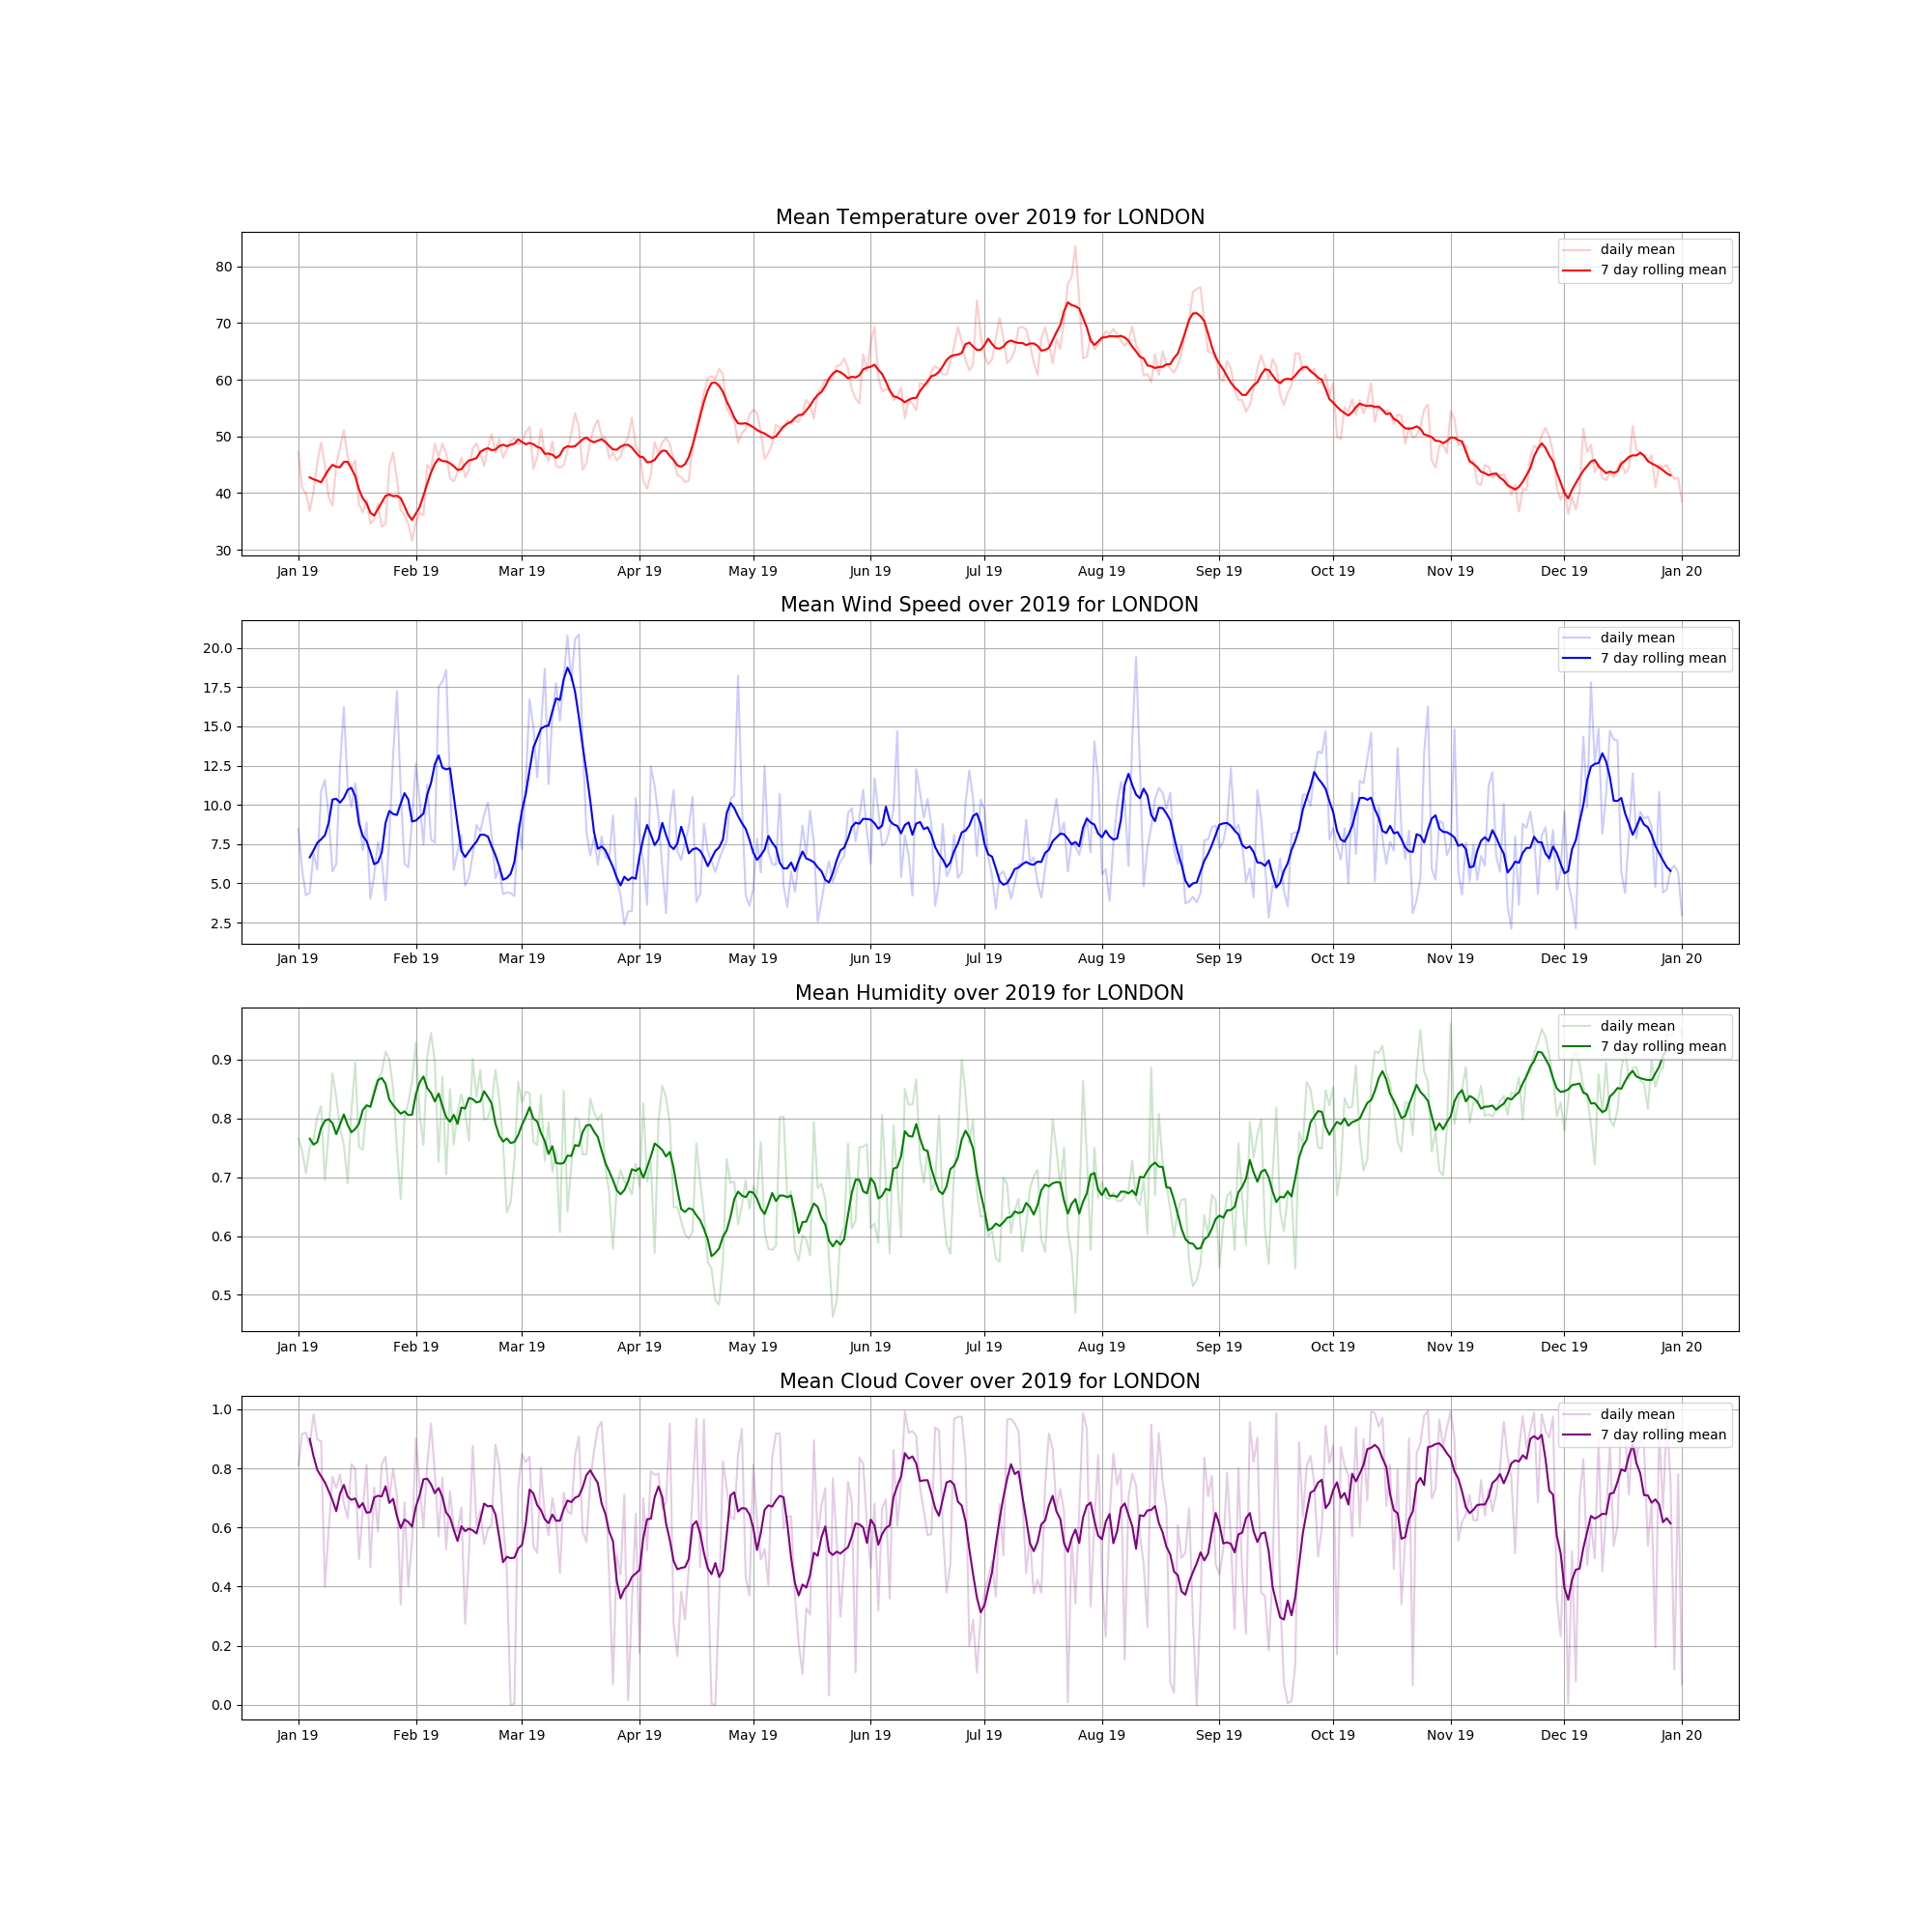 Mean Temperature over 2019 for LONDON
daily mean
7 day rolling mean
80
70
60
50
40
30
Jan 19 Feb 19 Mar 19 Apr 19 May 19 Jun 19 Jul 19 Aug 19 Sep 19 Oct 19 Nov 19 Dec 19 Jan 20
Mean Wind Speed over 2019 for LONDON
daily mean
7 day rolling mean
20.0
17.5
15.0
12.5
10.0
7.5
5.0
2.5
Jan 19 Feb 19 Mar 19 Apr 19 May 19 Jun 19 Jul 19 Aug 19 Sep 19 Oct 19 Nov 19 Dec 19 Jan 20
Mean Humidity over 2019 for LONDON
daily mean
7 day rolling mean
0.9
0.8
0.7
0.6
0.5
Jan 19 Feb 19 Mar 19 Apr 19 May 19 Jun 19 Jul 19 Aug 19 Sep 19 Oct 19 Nov 19 Dec 19 Jan 20
Mean Cloud Cover over 2019 for LONDON
daily mean
7 day rolling mean
1.0
0.8
0.6
0.4
0.2
0.0
Jan 19 Feb 19 Mar 19 Apr 19 May 19 Jun 19 Jul 19 Aug 19 Sep 19 Oct 19 Nov 19 Dec 19 Jan 20